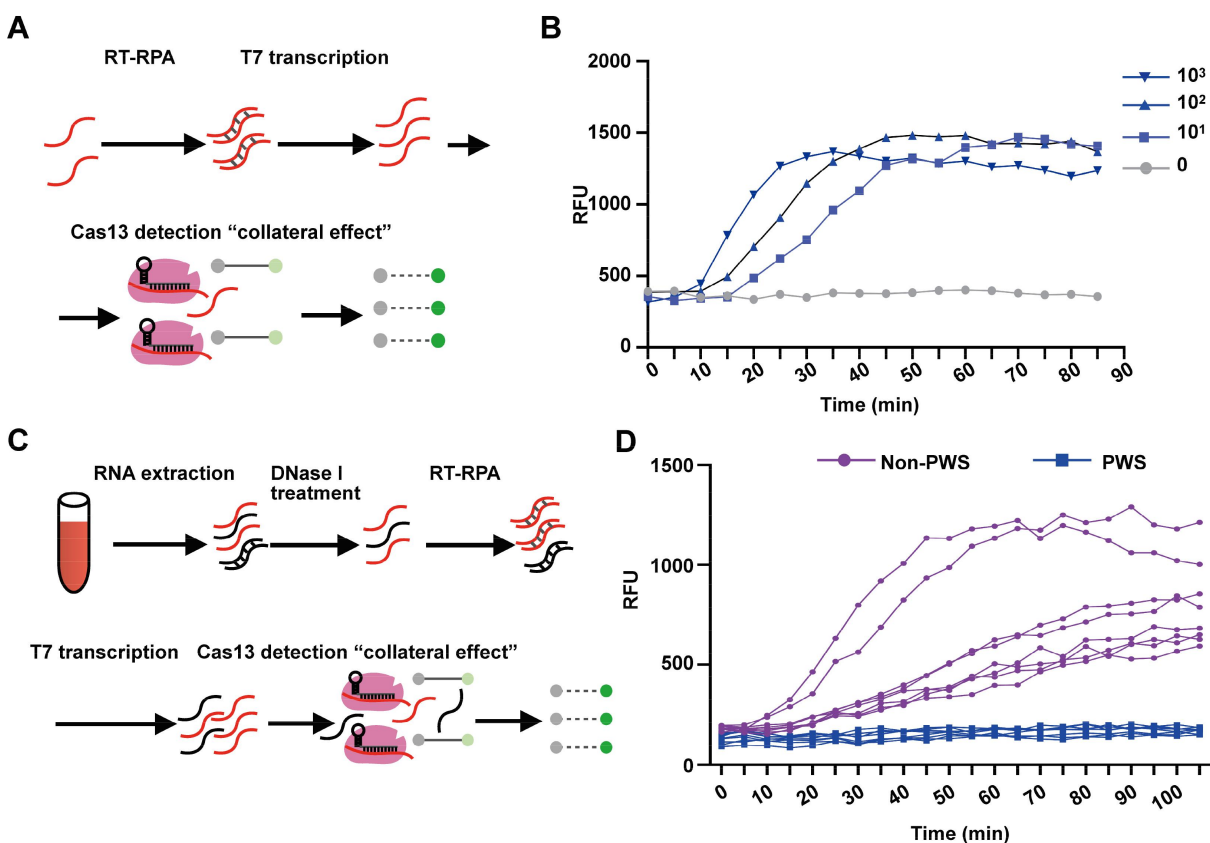 A
RT-RPA
T7 transcription
Cas13 detection “collateral effect”
B
2000
1500
1000
500
0
RFU
0
10
20
30
40
50
60
70
80
90
Time (min)
10³
10²
10¹
0
C
RNA extraction
DNase I
treatment
RT-RPA
T7 transcription
Cas13 detection “collateral effect”
D
Non-PWS
PWS
1500
1000
500
0
RFU
0
10
20
30
40
50
60
70
80
90
100
Time (min)